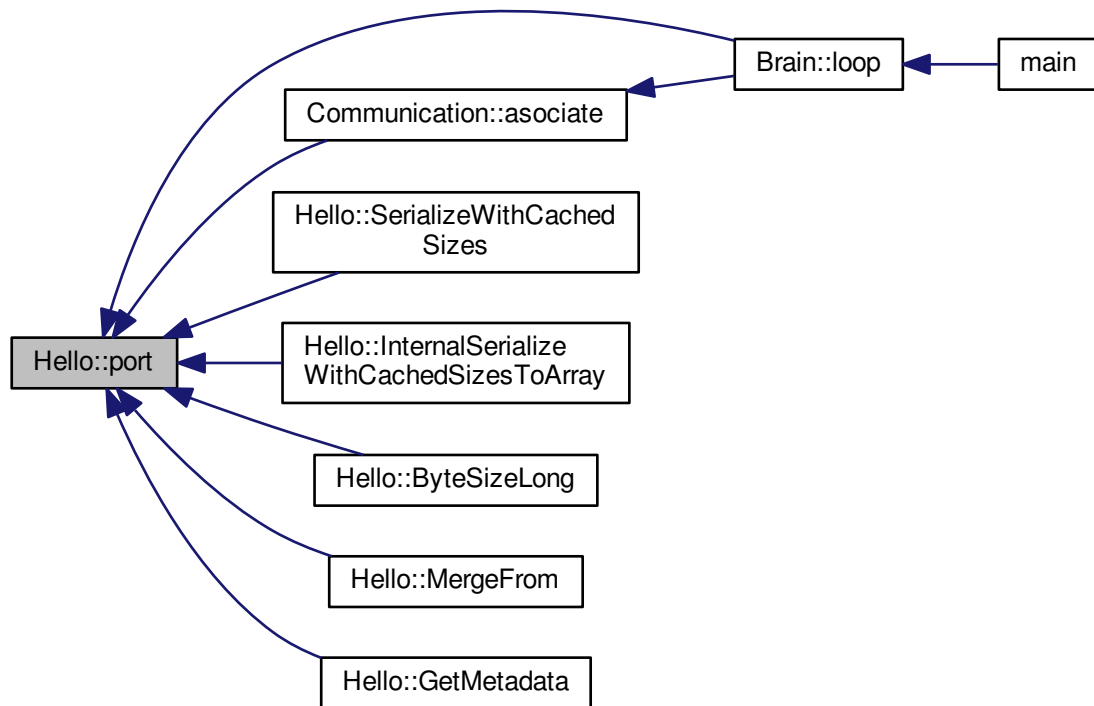 Brain::loop
main
Communication::asociate
Hello::SerializeWithCached
Sizes
Hello::port
Hello::InternalSerialize
WithCachedSizesToArray
Hello::ByteSizeLong
Hello::MergeFrom
Hello::GetMetadata